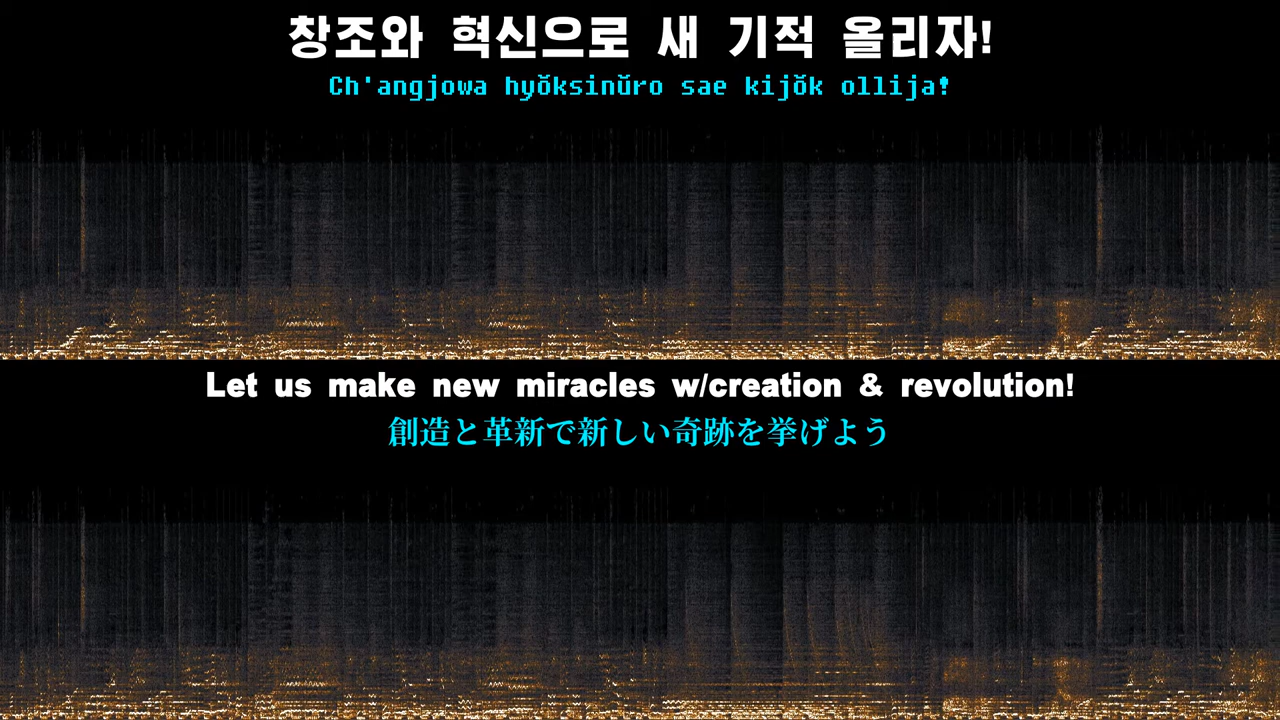 창조와 혁신으로 새 기적 올리자!
Ch'angjowa hyŏksinŭro sae kijŏk ollija!
Let us make new miracles w/creation & revolution!
創造と革新で新しい奇跡を挙げよう